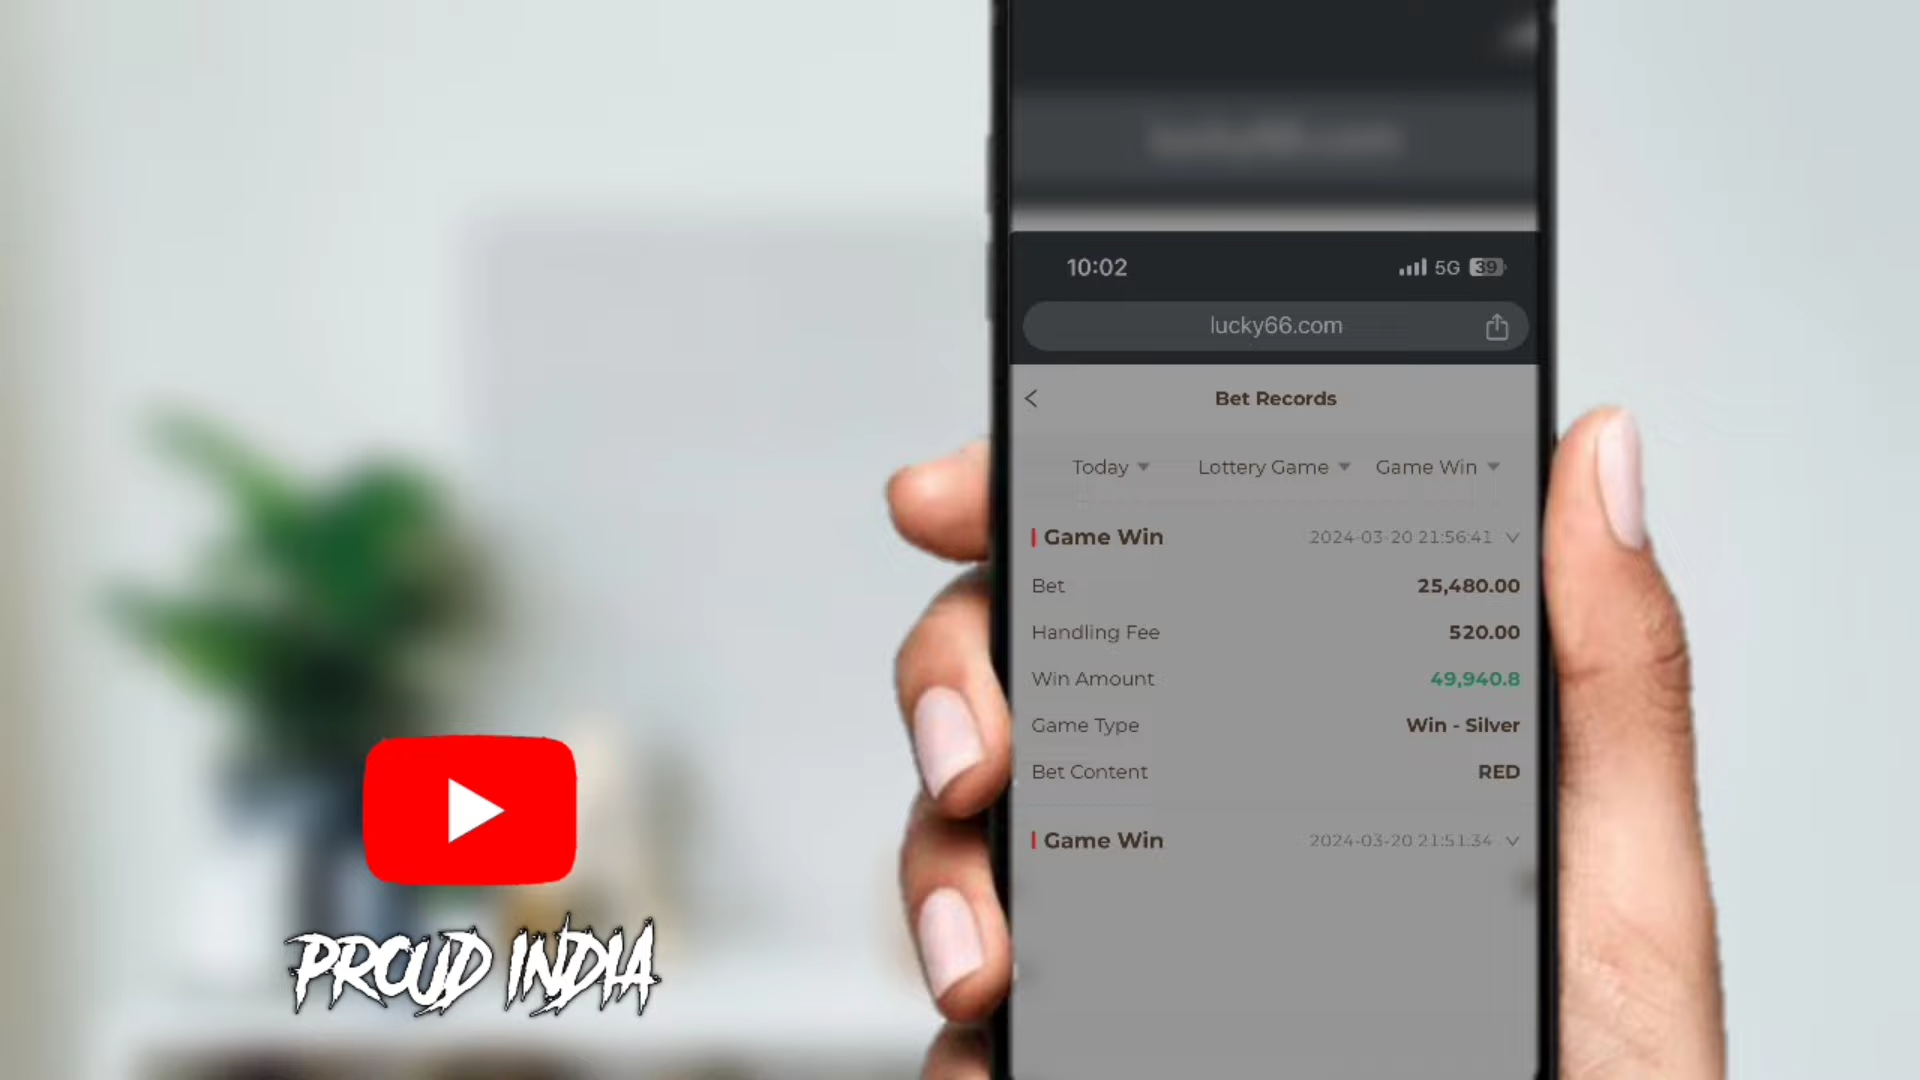 10:02 5G 39
lucky66.com
Bet Records
Today Lottery Game Game Win
Game Win 2024-03-20 21:56:41
Bet 25,480.00
Handling Fee 520.00
Win Amount 49,940.8
Game Type Win - Silver
Bet Content RED
Game Win 2024-03-20 21:51:34
PROUD INDIA